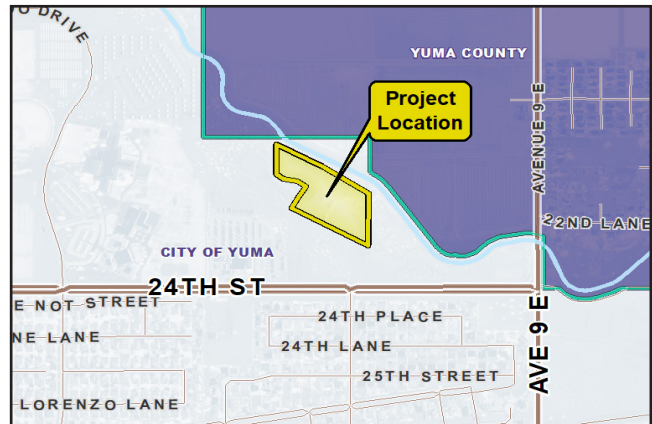 O DRIVE
YUMA COUNTY
Project
Location
AVENUE 9 E
22ND LANE
CITY OF YUMA
24TH ST
E NOT STREET
24TH PLACE
NE LANE
24TH LANE
AVE 9 E
25TH STREET
LORENZO LANE